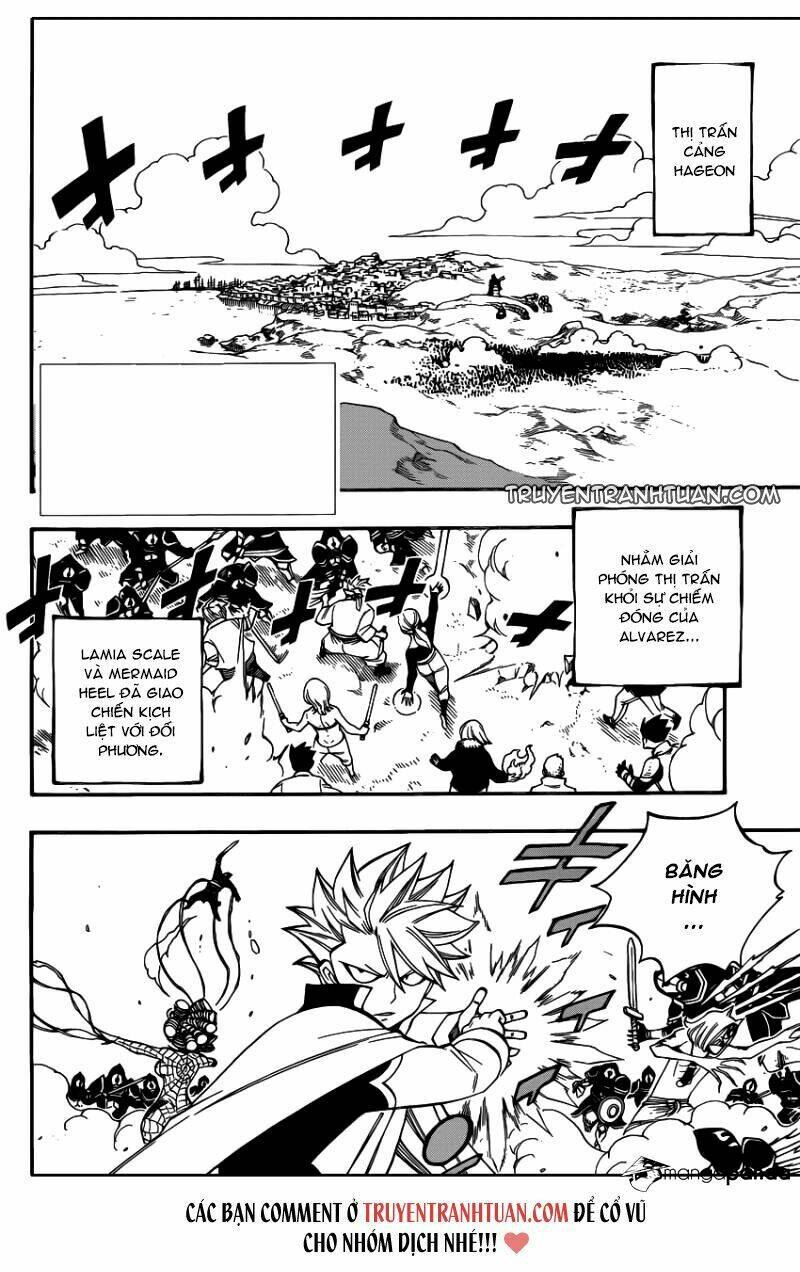 THỊ TRẤN
CẢNG
HAGEON
TRUYENTRANHTUAN.COM
NHẰM GIẢI
PHÓNG THỊ TRẤN
KHỎI SỰ CHIẾM
ĐÓNG CỦA
ALVAREZ...
LAMIA SCALE
VÀ MERMAID
HEEL ĐÃ GIAO
CHIẾN KỊCH
LIỆT VỚI ĐỐI
PHƯƠNG.
BĂNG
HÌNH
...
mangapanda
CÁC BẠN COMMENT Ở TRUYENTRANHTUAN.COM ĐỂ CỔ VŨ
CHO NHÓM DỊCH NHÉ!!!